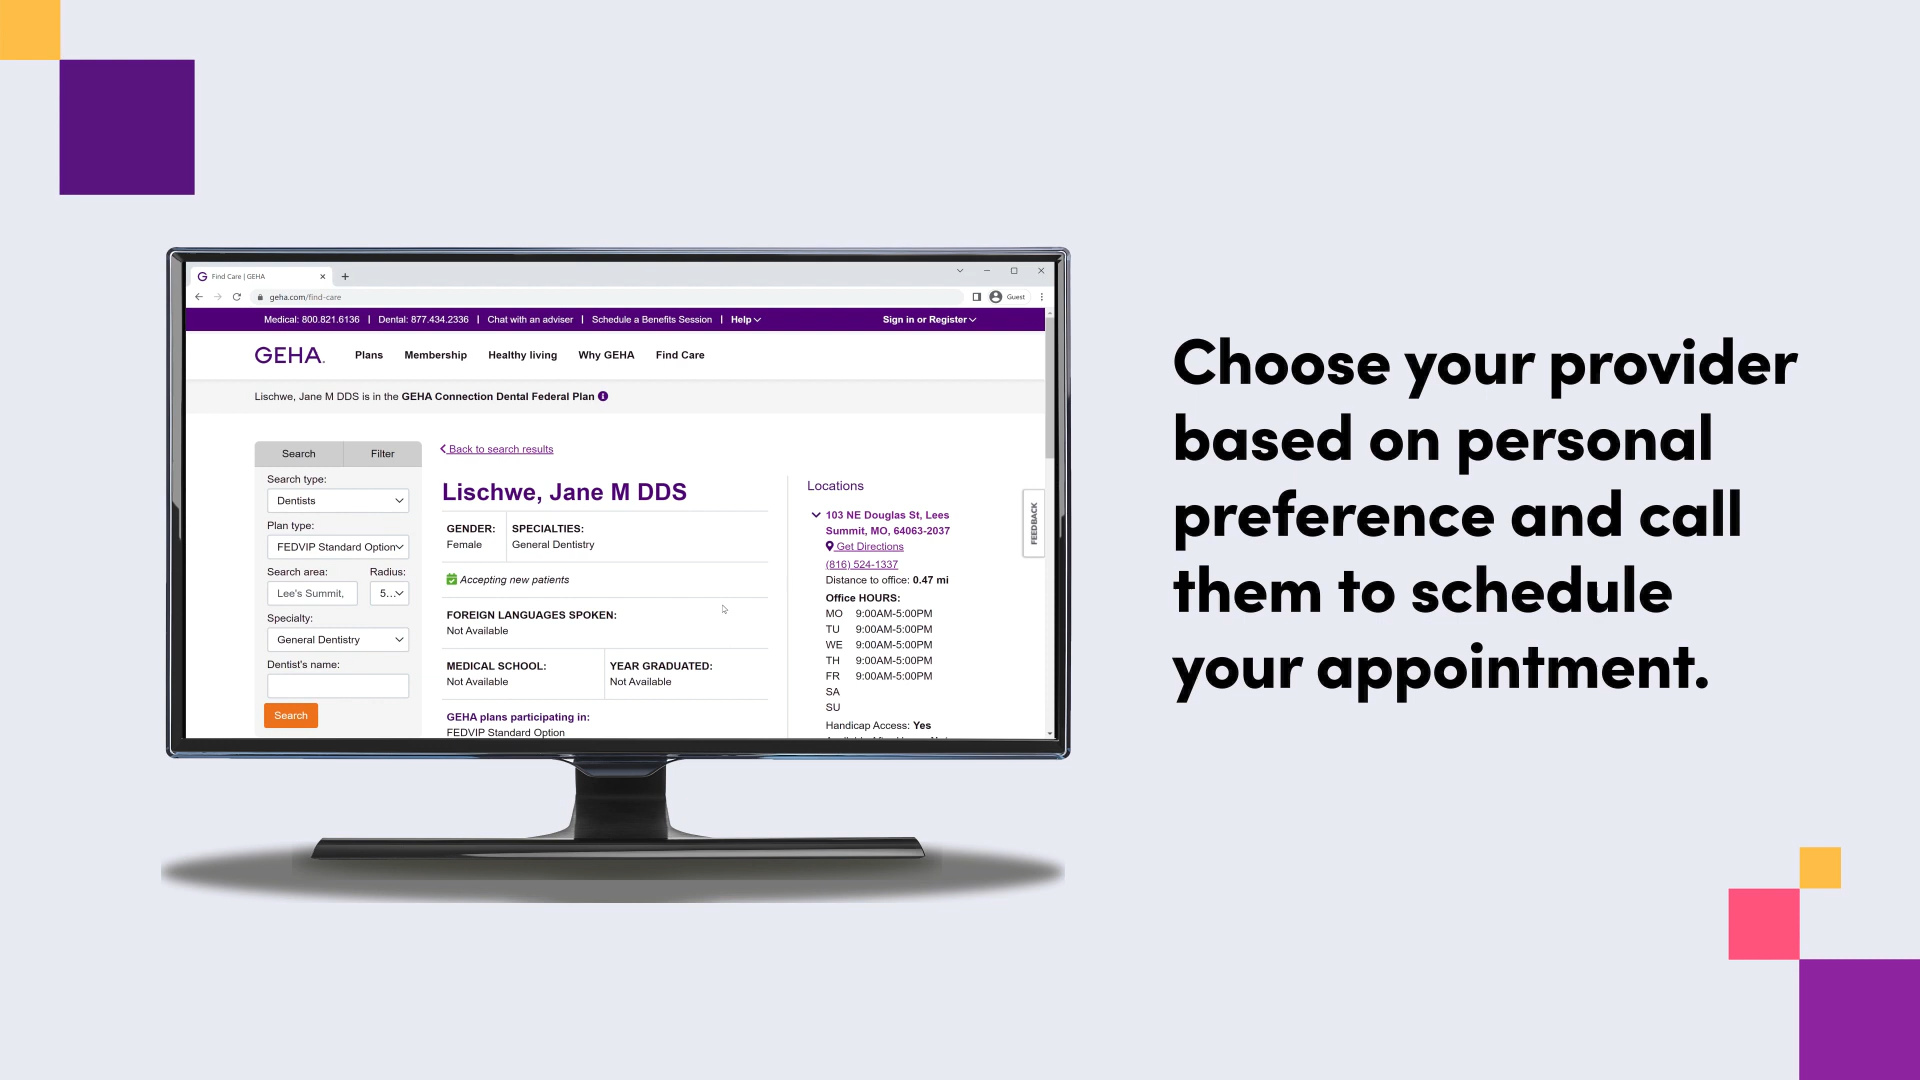 Find Care | GEHA
geha.com/find-care
Guest
Medical: 800.821.6136 | Dental: 877.434.2336 | Chat with an adviser | Schedule a Benefits Session | Help
Sign in or Register
GEHA.
Plans Membership Healthy living Why GEHA Find Care
Lischwe, Jane M DDS is in the GEHA Connection Dental Federal Plan
Search Filter
Search type:
Dentists
Plan type:
FEDVIP Standard Option
Search area: Radius:
Lee's Summit, 5...
Specialty:
General Dentistry
Dentist's name:
Search
Back to search results
Lischwe, Jane M DDS
GENDER: SPECIALTIES:
Female General Dentistry
Accepting new patients
FOREIGN LANGUAGES SPOKEN:
Not Available
MEDICAL SCHOOL: YEAR GRADUATED:
Not Available Not Available
GEHA plans participating in:
FEDVIP Standard Option
Locations
103 NE Douglas St, Lees
Summit, MO, 64063-2037
Get Directions
(816) 524-1337
Distance to office: 0.47 mi
Office HOURS:
MO 9:00AM-5:00PM
TU 9:00AM-5:00PM
WE 9:00AM-5:00PM
TH 9:00AM-5:00PM
FR 9:00AM-5:00PM
SA
SU
Handicap Access: Yes
FEEDBACK
Choose your provider
based on personal
preference and call
them to schedule
your appointment.